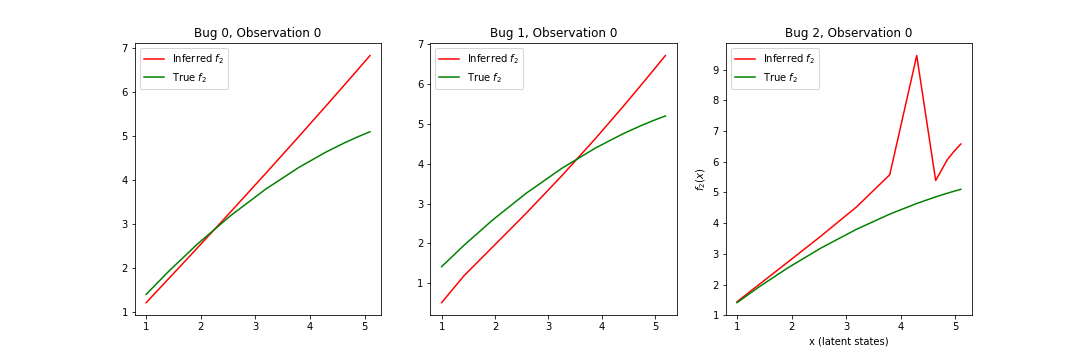 Bug 0, Observation 0
Inferred f₂
True f₂
7
6
5
4
3
2
1
1 2 3 4 5
Bug 1, Observation 0
Inferred f₂
True f₂
7
6
5
4
3
2
1
1 2 3 4 5
Bug 2, Observation 0
Inferred f₂
True f₂
f₂(x)
9
8
7
6
5
4
3
2
1
1 2 3 4 5
x (latent states)